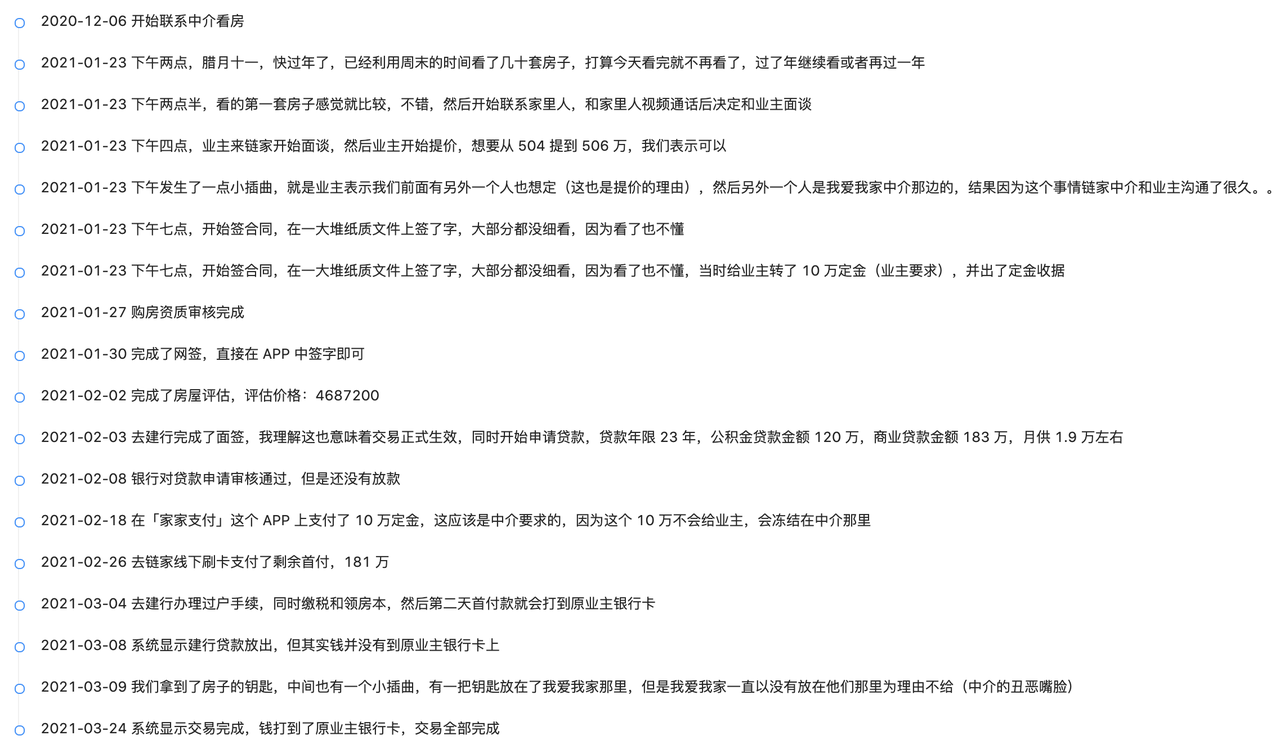 2020-12-06 开始联系中介看房
2021-01-23 下午两点，腊月十一，快过年了，已经利用周末的时间看了几十套房子，打算今天看完就不再看了，过了年继续看或者再过一年
2021-01-23 下午两点半，看的第一套房子感觉就比较，不错，然后开始联系家里人，和家里人视频通话后决定和业主面谈
2021-01-23 下午四点，业主来链家开始面谈，然后业主开始提价，想要从 504 提到 506 万，我们表示可以
2021-01-23 下午发生了一点小插曲，就是业主表示我们前面有另外一个人也想定（这也是提价的理由），然后另外一个人是我爱我家中介那边的，结果因为这个事情链家中介和业主沟通了很久。。
2021-01-23 下午七点，开始签合同，在一大堆纸质文件上签了字，大部分都没细看，因为看了也不懂
2021-01-23 下午七点，开始签合同，在一大堆纸质文件上签了字，大部分都没细看，因为看了也不懂，当时给业主转了 10 万定金（业主要求），并出了定金收据
2021-01-27 购房资质审核完成
2021-01-30 完成了网签，直接在 APP 中签字即可
2021-02-02 完成了房屋评估，评估价格：4687200
2021-02-03 去建行完成了面签，我理解这也意味着交易正式生效，同时开始申请贷款，贷款年限 23 年，公积金贷款金额 120 万，商业贷款金额 183 万，月供 1.9 万左右
2021-02-08 银行对贷款申请审核通过，但是还没有放款
2021-02-18 在「家家支付」这个 APP 上支付了 10 万定金，这应该是中介要求的，因为这个 10 万不会给业主，会冻结在中介那里
2021-02-26 去链家线下刷卡支付了剩余首付，181 万
2021-03-04 去建行办理过户手续，同时缴税和领房本，然后第二天首付款就会打到原业主银行卡
2021-03-08 系统显示建行贷款放出，但其实钱并没有到原业主银行卡上
2021-03-09 我们拿到了房子的钥匙，中间也有一个小插曲，有一把钥匙放在了我爱我家那里，但是我爱我家一直以没有放在他们那里为理由不给（中介的丑恶嘴脸）
2021-03-24 系统显示交易完成，钱打到了原业主银行卡，交易全部完成